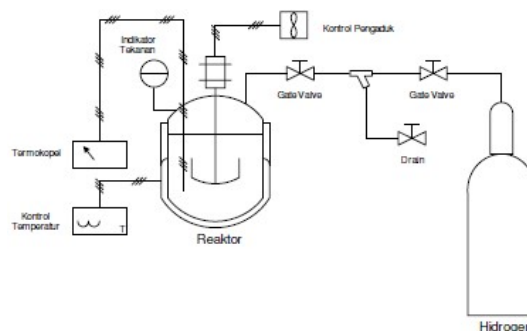 Kontrol Pengaduk
Indikator
Tekanan
Gate Valve
Gate Valve
Termokopel
Drain
Kontrol
Temperatur
T
Reaktor
Hidrogen